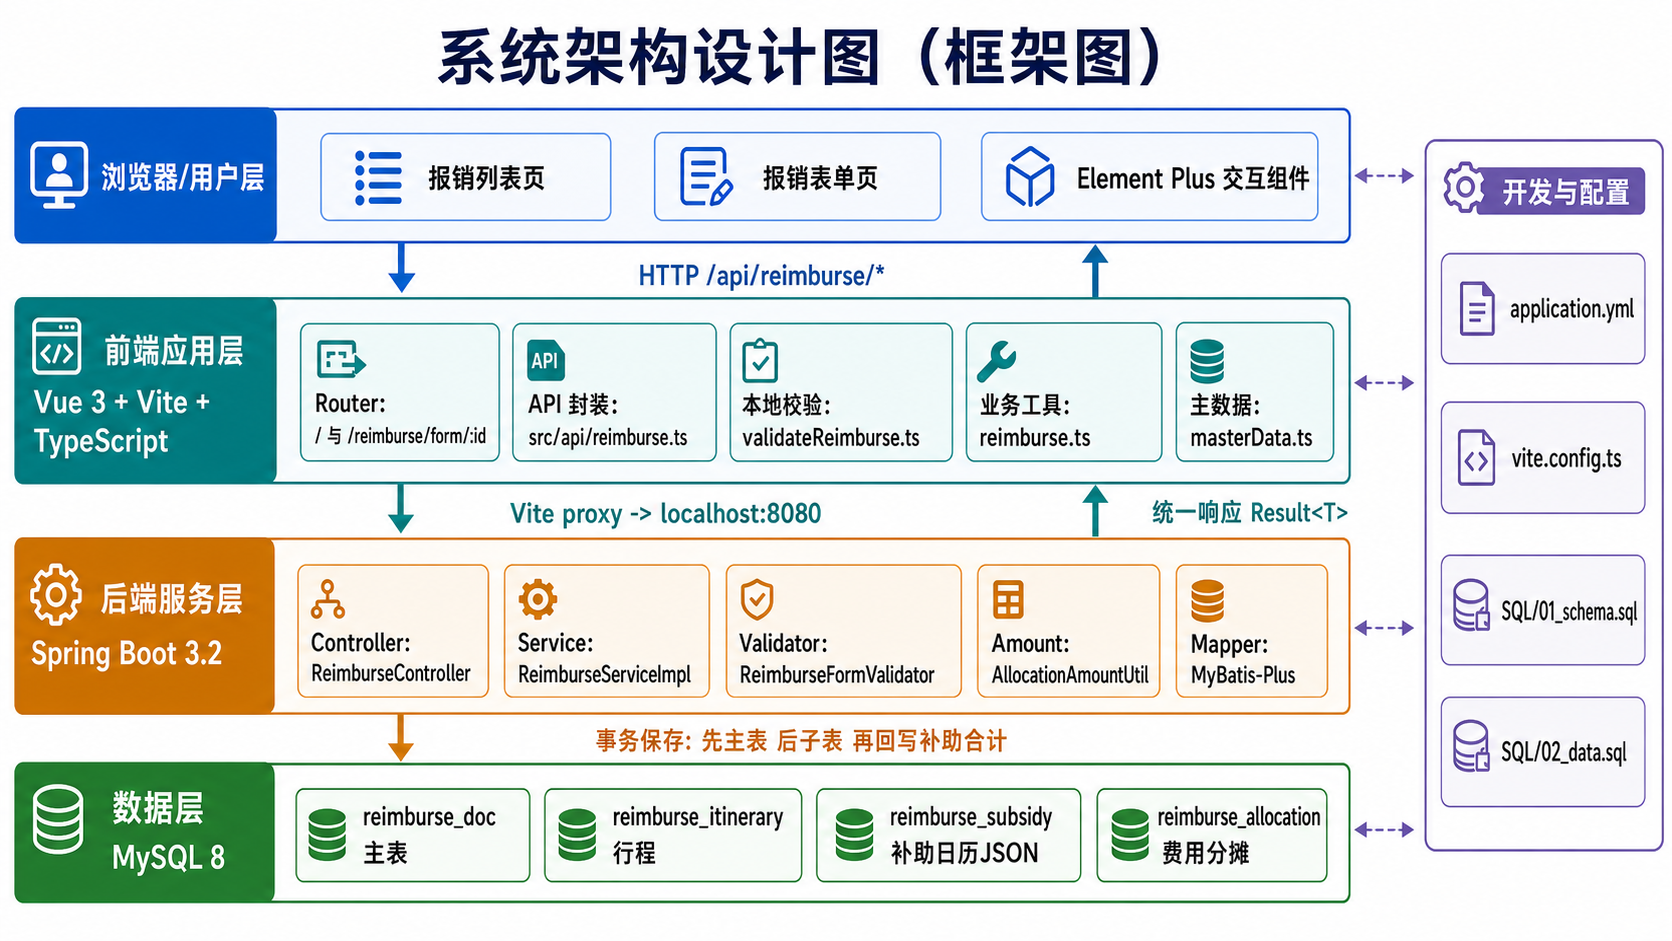 系统架构设计图（框架图）
浏览器/用户层
报销列表页
报销表单页
Element Plus 交互组件
HTTP /api/reimburse/*
前端应用层
Vue 3 + Vite +
TypeScript
Router:
/ 与 /reimburse/form/:id
API
API 封装:
src/api/reimburse.ts
本地校验:
validateReimburse.ts
业务工具:
reimburse.ts
主数据:
masterData.ts
Vite proxy -> localhost:8080
统一响应 Result<T>
后端服务层
Spring Boot 3.2
Controller:
ReimburseController
Service:
ReimburseServiceImpl
Validator:
ReimburseFormValidator
Amount:
AllocationAmountUtil
Mapper:
MyBatis-Plus
事务保存: 先主表 后子表 再回写补助合计
数据层
MySQL 8
reimburse_doc
主表
reimburse_itinerary
行程
reimburse_subsidy
补助日历JSON
reimburse_allocation
费用分摊
开发与配置
application.yml
vite.config.ts
SQL/01_schema.sql
SQL/02_data.sql